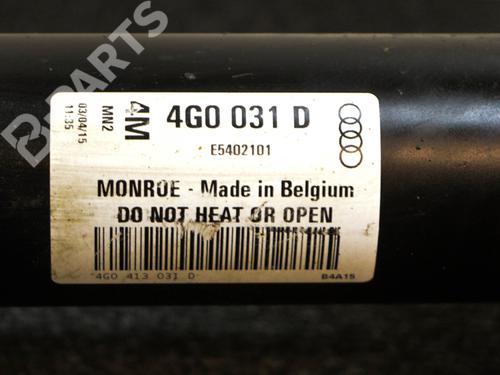 B-PARTS
03/04/15
11:35
MN2
4M
4G0 031 D
E5402101
MONROE - Made in Belgium
DO NOT HEAT OR OPEN
*4G0 413 031 D*
B4A15